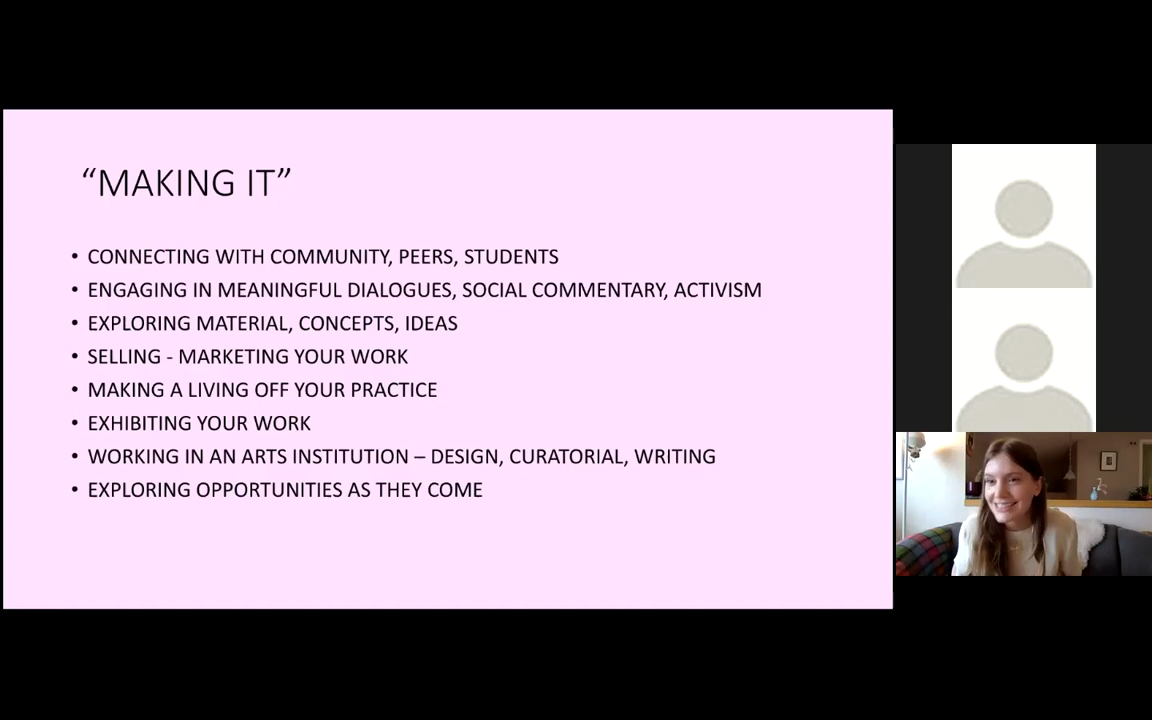 “MAKING IT”
• CONNECTING WITH COMMUNITY, PEERS, STUDENTS
• ENGAGING IN MEANINGFUL DIALOGUES, SOCIAL COMMENTARY, ACTIVISM
• EXPLORING MATERIAL, CONCEPTS, IDEAS
• SELLING - MARKETING YOUR WORK
• MAKING A LIVING OFF YOUR PRACTICE
• EXHIBITING YOUR WORK
• WORKING IN AN ARTS INSTITUTION – DESIGN, CURATORIAL, WRITING
• EXPLORING OPPORTUNITIES AS THEY COME